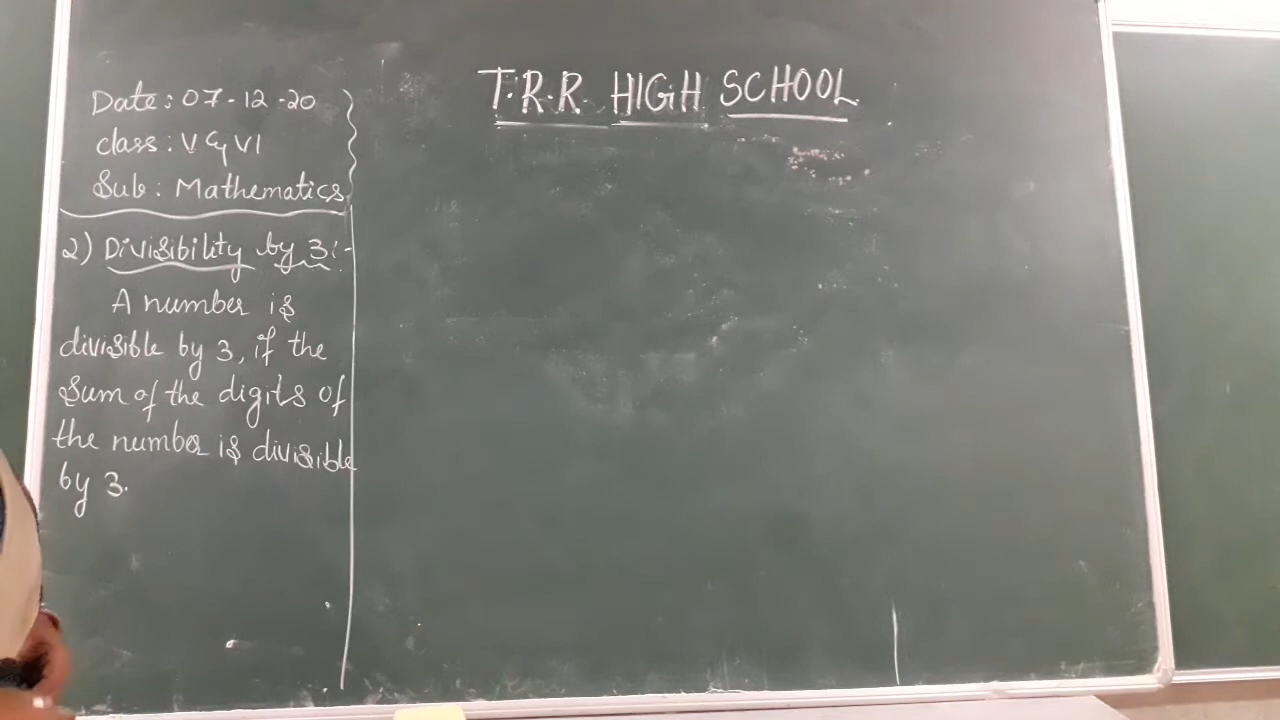 T.R.R. HIGH SCHOOL
Date: 07-12-20
class: V & VI
Sub: Mathematics
2) Divisibility by 3:-
A number is
divisible by 3, if the
Sum of the digits of
the number is divisible
by 3.